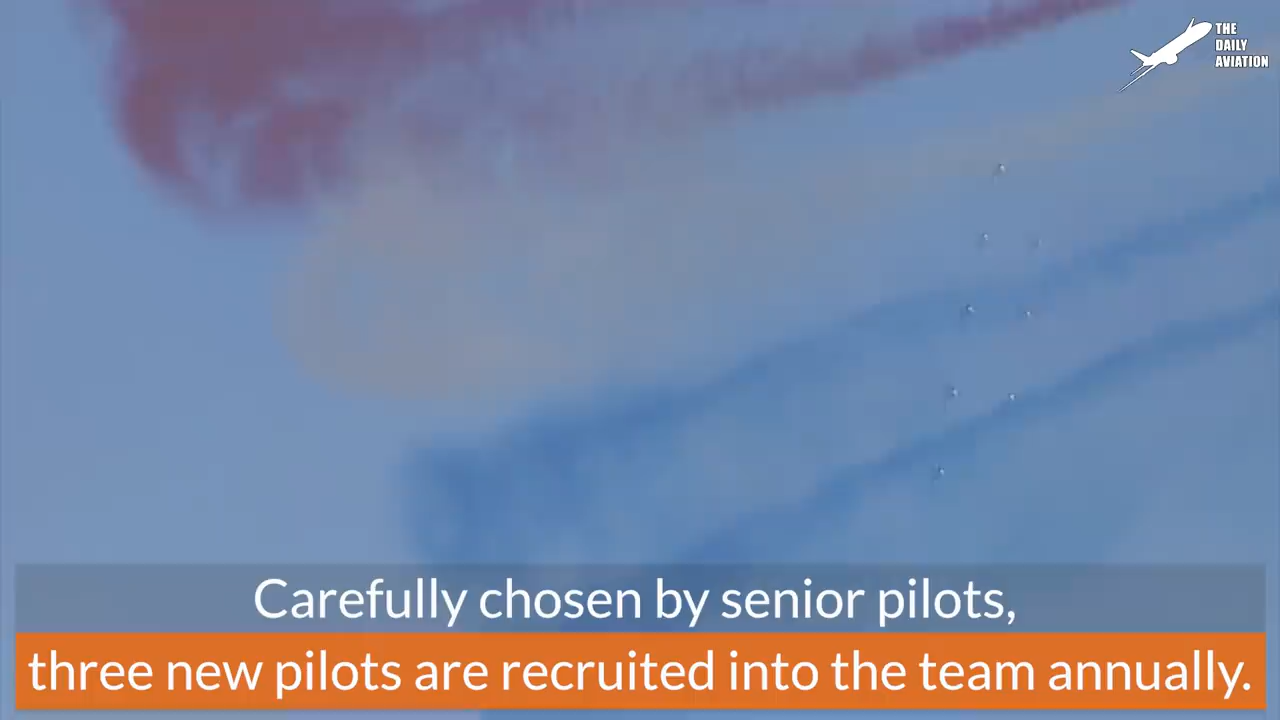 THE
DAILY
AVIATION
Carefully chosen by senior pilots,
three new pilots are recruited into the team annually.